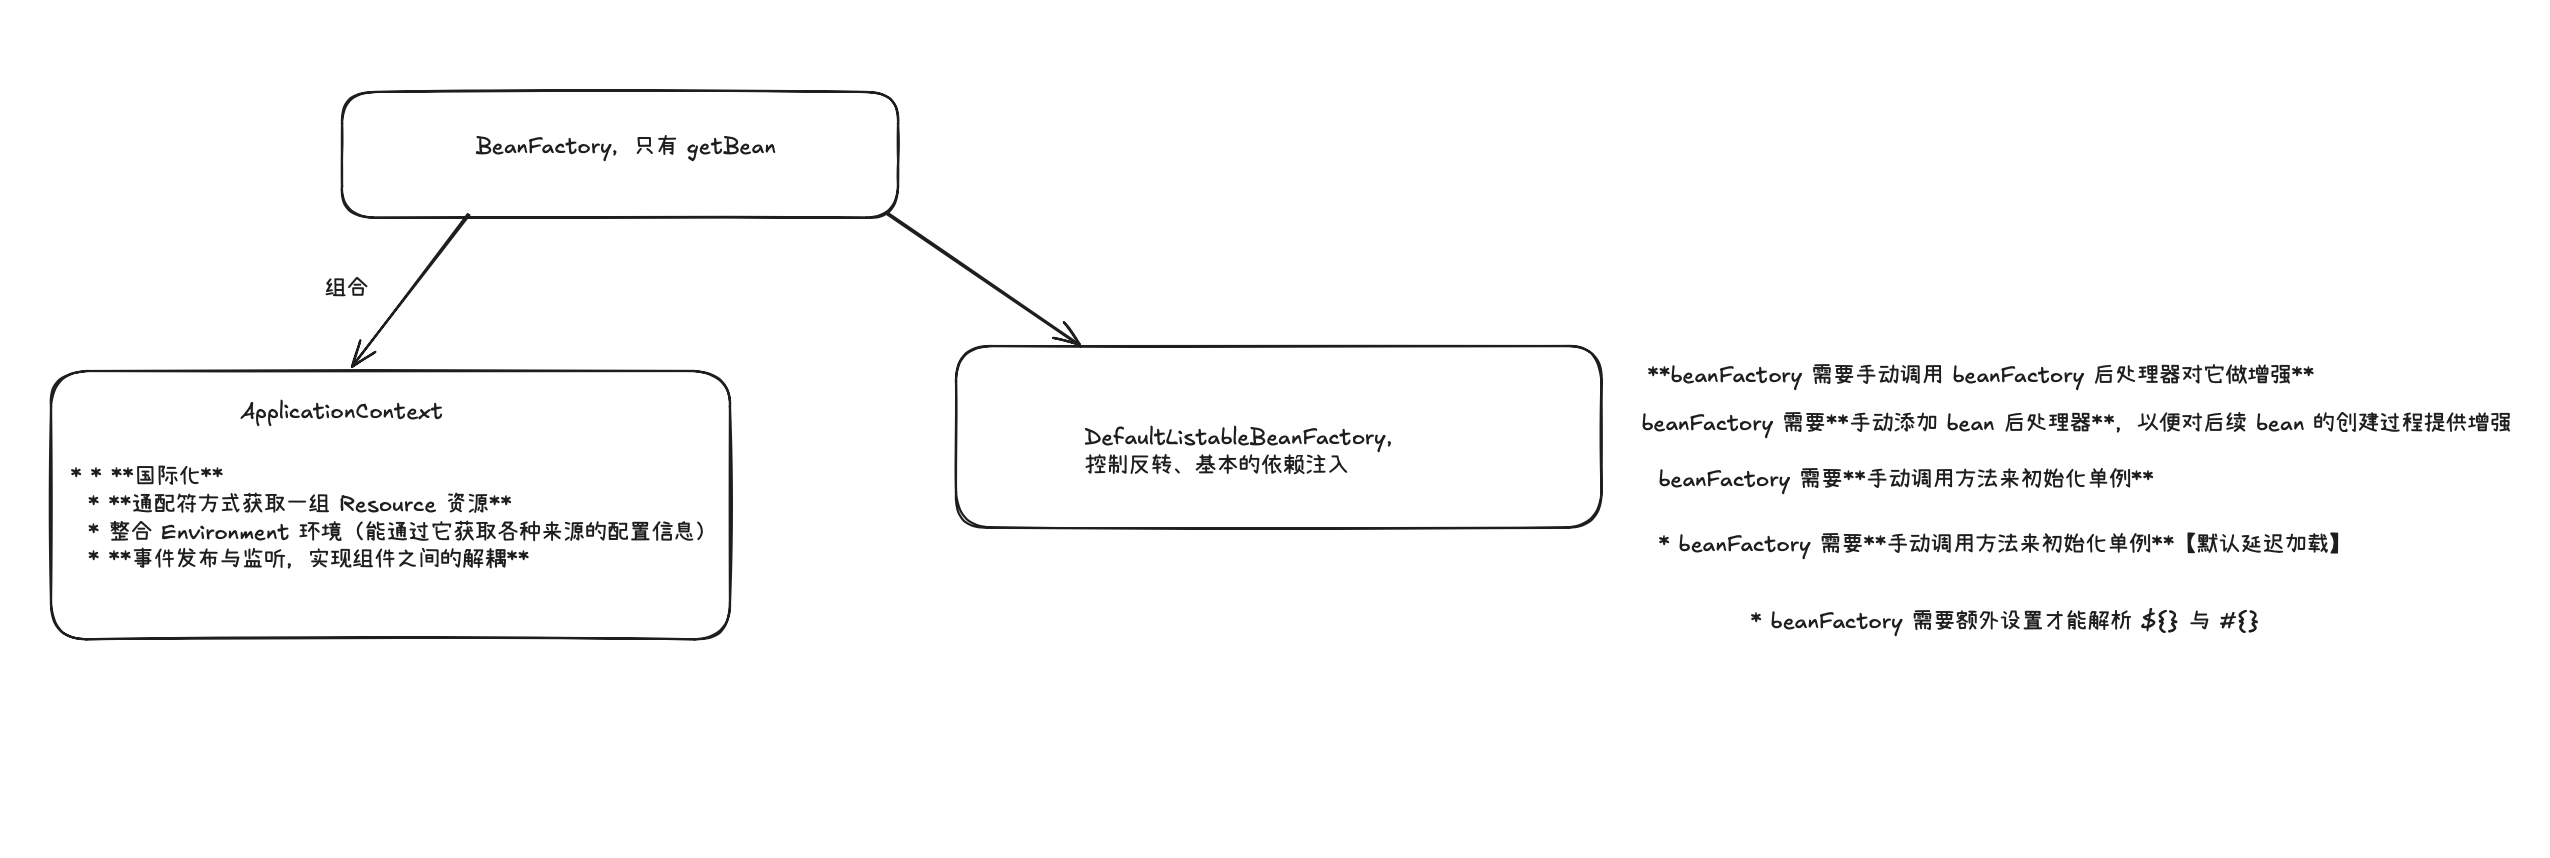 BeanFactory，只有 getBean
组合
ApplicationContext
* * **国际化**
* **通配符方式获取一组 Resource 资源**
* 整合 Environment 环境（能通过它获取各种来源的配置信息）
* **事件发布与监听，实现组件之间的解耦**
DefaultListableBeanFactory，
控制反转、基本的依赖注入
**beanFactory 需要手动调用 beanFactory 后处理器对它做增强**
beanFactory 需要**手动添加 bean 后处理器**，以便对后续 bean 的创建过程提供增强
beanFactory 需要**手动调用方法来初始化单例**
* beanFactory 需要**手动调用方法来初始化单例**【默认延迟加载】
* beanFactory 需要额外设置才能解析 ${} 与 #{}